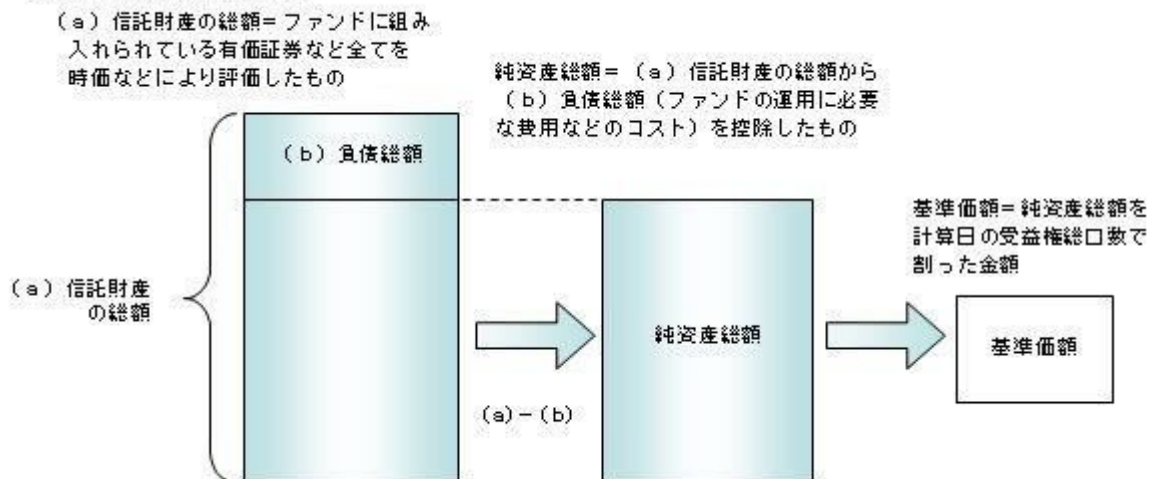 （a）信託財産の総額＝ファンドに組み
入れられている有価証券など全てを
時価などにより評価したもの
純資産総額＝（a）信託財産の総額から
（b）負債総額（ファンドの運用に必要
な費用などのコスト）を控除したもの
（b）負債総額
基準価額＝純資産総額を
計算日の受益権総口数で
割った金額
（a）信託財産
の総額
純資産総額
基準価額
（a）－（b）